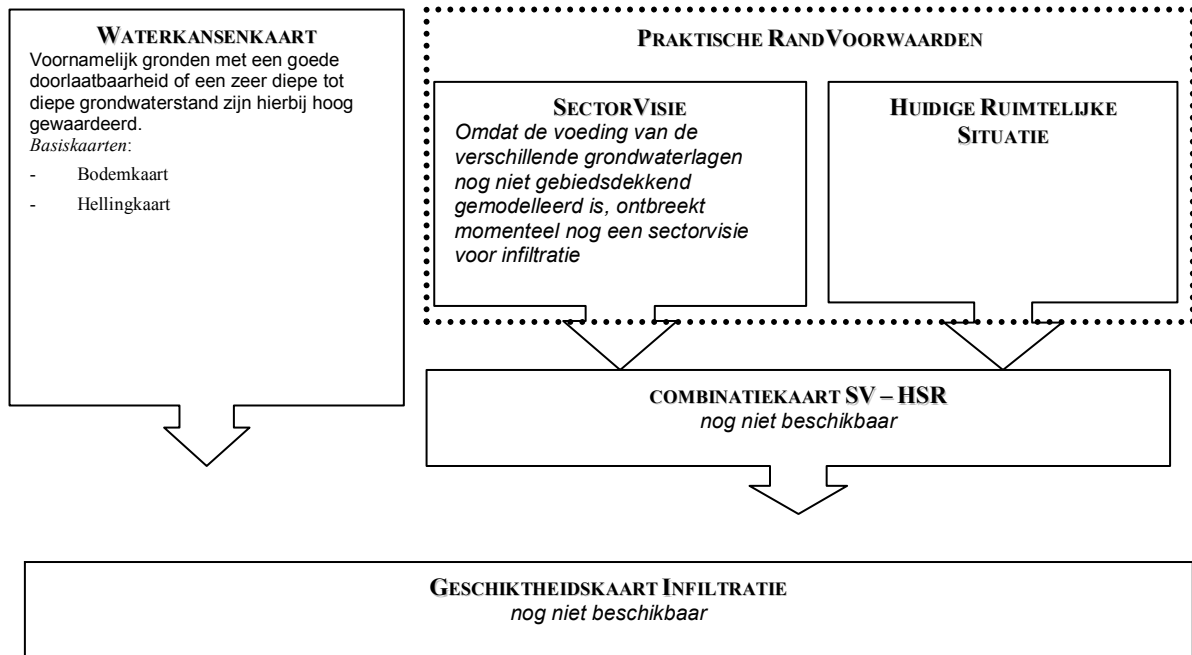 WATERKANSENKAART
Voornamelijk gronden met een goede
doorlaatbaarheid of een zeer diepe tot
diepe grondwaterstand zijn hierbij hoog
gewaardeerd.
Basiskaarten:
- Bodemkaart
- Hellingkaart
PRAKTISCHE RANDVOORWAARDEN
SECTORVISIE
Omdat de voeding van de
verschillende grondwaterlagen
nog niet gebiedsdekkend
gemodelleerd is, ontbreekt
momenteel nog een sectorvisie
voor infiltratie
HUIDIGE RUIMTELIJKE
SITUATIE
COMBINATIEKAART SV – HSR
nog niet beschikbaar
GESCHIKTHEIDSKAART INFILTRATIE
nog niet beschikbaar